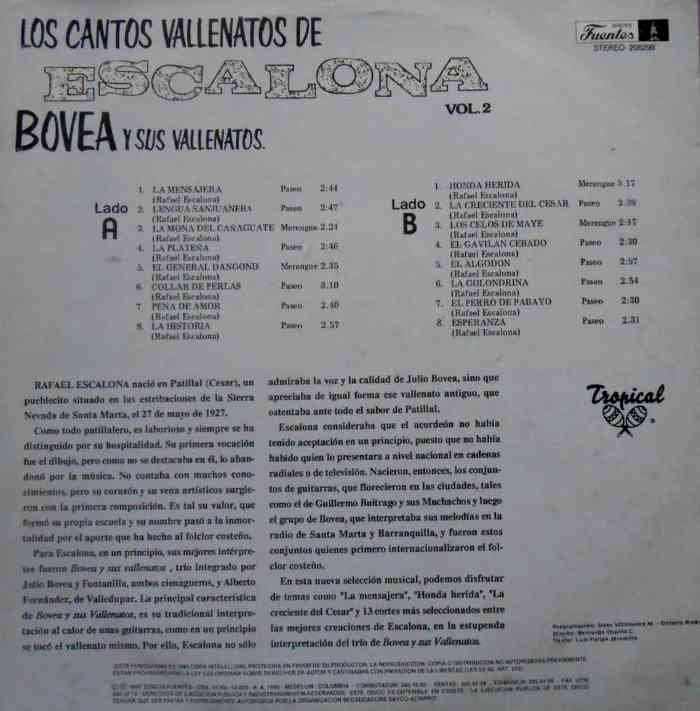 LOS CANTOS VALLENATOS DE
ESCALONA
VOL.2
BOVEA Y SUS VALLENATOS.
DISCOS
Fuentes
STEREO
Lado
A
1. LA MENSAJERA Paseo 2:44
(Rafael Escalona)
2. LENGUA SANJUANERA Paseo 2:47
(Rafael Escalona)
3. LA MONA DEL CAÑAGUATE Merengue 2.24
(Rafael Escalona)
4. LA PLATEÑA Paseo 2:46
(Rafael Escalona)
5. EL GENERAL DANGOND Merengue 2.35
(Rafael Escalona)
6. COLLAR DE PERLAS Paseo 3.10
(Rafael Escalona)
7. PENA DE AMOR Paseo 2.40
(Rafael Escalona)
8. LA HISTORIA Paseo 2.57
(Rafael Escalona)
Lado
B
1. HONDA HERIDA Merengue 3.17
(Rafael Escalona)
2. LA CRECIENTE DEL CESAR Paseo
(Rafael Escalona)
3. LOS CELOS DE MAYE Merengue
(Rafael Escalona)
4. EL GAVILAN CEBADO Paseo 2:30
(Rafael Escalona)
5. EL ALGODON Paseo 2:57
(Rafael Escalona)
6. LA GOLONDRINA Paseo 2.54
(Rafael Escalona)
7. EL PERRO DE PABAYO Paseo 2:30
(Rafael Escalona)
8. ESPERANZA Paseo 2.31
(Rafael Escalona)
RAFAEL ESCALONA nació en Patillal (Cesar), un
pueblecito situado en las estribaciones de la Sierra
Nevada de Santa Marta, el 27 de mayo de 1927.
Como todo patillalero, es laborioso y siempre se ha
distinguido por su hospitalidad. Su primera vocación
fue el dibujo, pero como no se destacaba en él, lo aban-
donó por la música. No contaba con muchos cono-
cimientos, pero su corazón y su vena artísticos surgie-
ron con la primera composición. Es tal su valor, que
formó su propia escuela y su nombre pasó a la inmor-
talidad por el aporte que ha hecho al folclor costeño.
Para Escalona, en un principio, sus mejores intérpre-
tes fueron Bovea y sus vallenatos, trío integrado por
Julio Bovea y Fontanilla, ambos cienagueros, y Alberto
Fernández, de Valledupar. La principal característica
de Bovea y sus Vallenatos, es su tradicional interpre-
tación al calor de unas guitarras, como en un principio
se tocó el vallenato mismo. Por ello, Escalona no sólo
admiraba la voz y la calidad de Julio Bovea, sino que
apreciaba de igual forma ese vallenato antiguo, que
ostentaba ante todo el sabor de Patillal.
Escalona consideraba que el acordeón no había
tenido aceptación en un principio, puesto que no había
habido quien lo presentara a nivel nacional en cadenas
radiales o de televisión. Nacieron, entonces, los conjun-
tos de guitarras, que florecieron en las ciudades, tales
como el de Guillermo Buitrago y sus Muchachos y luego
el grupo de Bovea, que interpretaba sus melodías en la
radio de Santa Marta y Barranquilla, y fueron estos
conjuntos quienes primero internacionalizaron el fol-
clor costeño.
En esta nueva selección musical, podemos disfrutar
de temas como "La mensajera", "Honda herida", "La
creciente del Cesar" y 13 cortes más seleccionados entre
las mejores creaciones de Escalona, en la estupenda
interpretación del trío de Bovea y sus Vallenatos.
Tropical